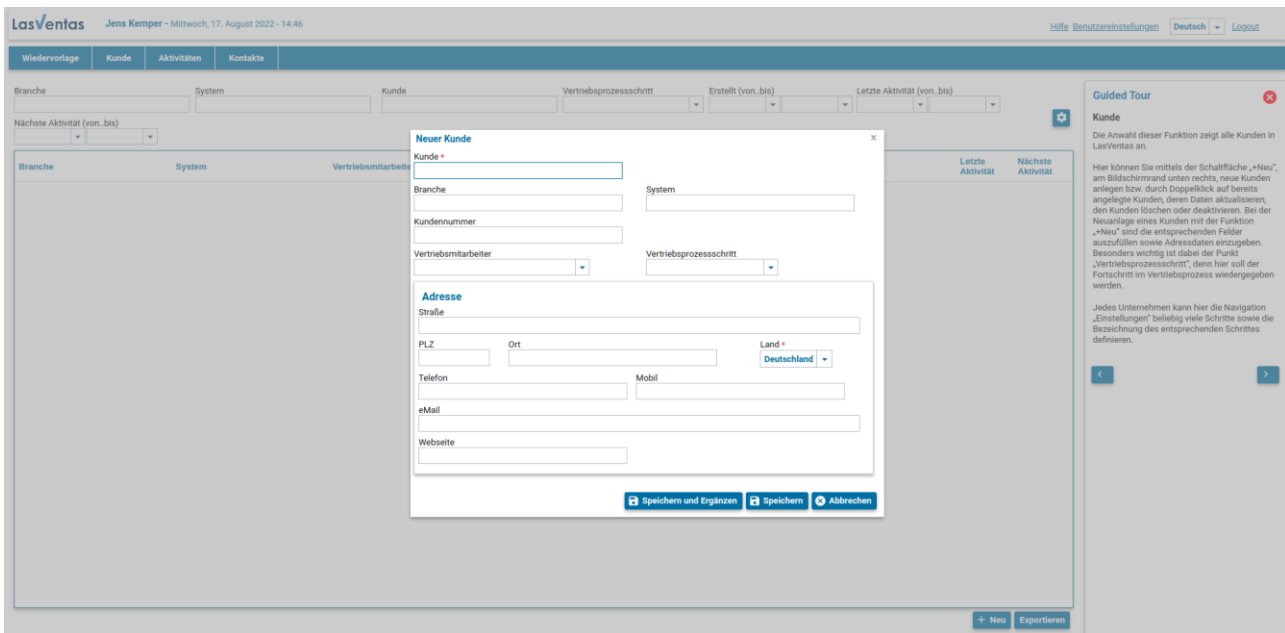 LasVentas Jens Kemper - Mittwoch, 17. August 2022 - 14:46
Hilfe Benutzereinstellungen Deutsch Logout
Wiedervorlage Kunde Aktivitäten Kontakte
Branche System Kunde Vertriebsprozessschritt Erstellt (von..bis) Letzte Aktivität (von..bis)
Nächste Aktivität (von..bis)
Branche System Vertriebsmitarbeite Letzte Aktivität Nächste Aktivität
Neuer Kunde
Kunde *
Branche System
Kundennummer
Vertriebsmitarbeiter Vertriebsprozessschritt
Adresse
Straße
PLZ Ort Land *
Deutschland
Telefon Mobil
eMail
Webseite
Speichern und Ergänzen Speichern Abbrechen
Guided Tour
Kunde
Die Anwahl dieser Funktion zeigt alle Kunden in
LasVentas an.
Hier können Sie mittels der Schaltfläche „+Neu",
am Bildschirmrand unten rechts, neue Kunden
anlegen bzw. durch Doppelklick auf bereits
angelegte Kunden, deren Daten aktualisieren,
den Kunden löschen oder deaktivieren. Bei der
Neuanlage eines Kunden mit der Funktion
„+Neu" sind die entsprechenden Felder
auszufüllen sowie Adressdaten einzugeben.
Besonders wichtig ist dabei der Punkt
„Vertriebsprozessschritt", denn hier soll der
Fortschritt im Vertriebsprozess wiedergegeben
werden.
Jedes Unternehmen kann hier die Navigation
„Einstellungen" beliebig viele Schritte sowie die
Bezeichnung des entsprechenden Schrittes
definieren.
+ Neu Exportieren